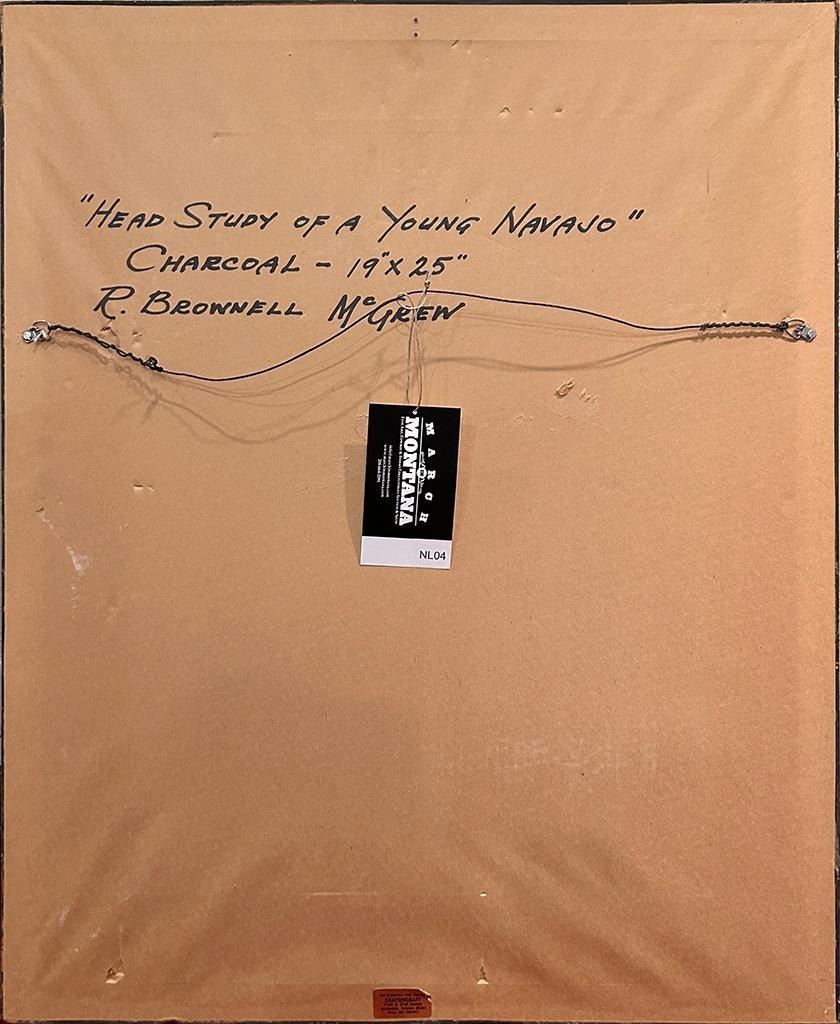 "HEAD STUDY OF A YOUNG NAVAJO"
CHARCOAL - 19"X 25"
R. BROWNELL McGREW
MARCH
MONTANA
NL04